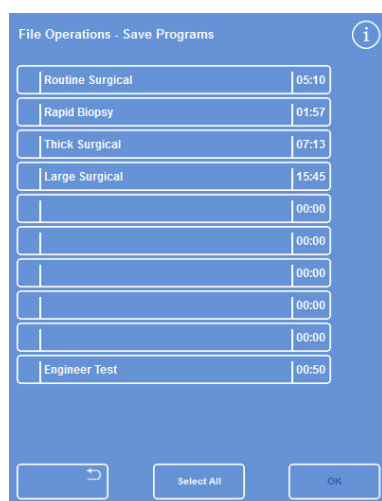 File Operations - Save Programs i
Routine Surgical 05:10
Rapid Biopsy 01:57
Thick Surgical 07:13
Large Surgical 15:45
00:00
00:00
00:00
00:00
00:00
Engineer Test 00:50
Select All OK